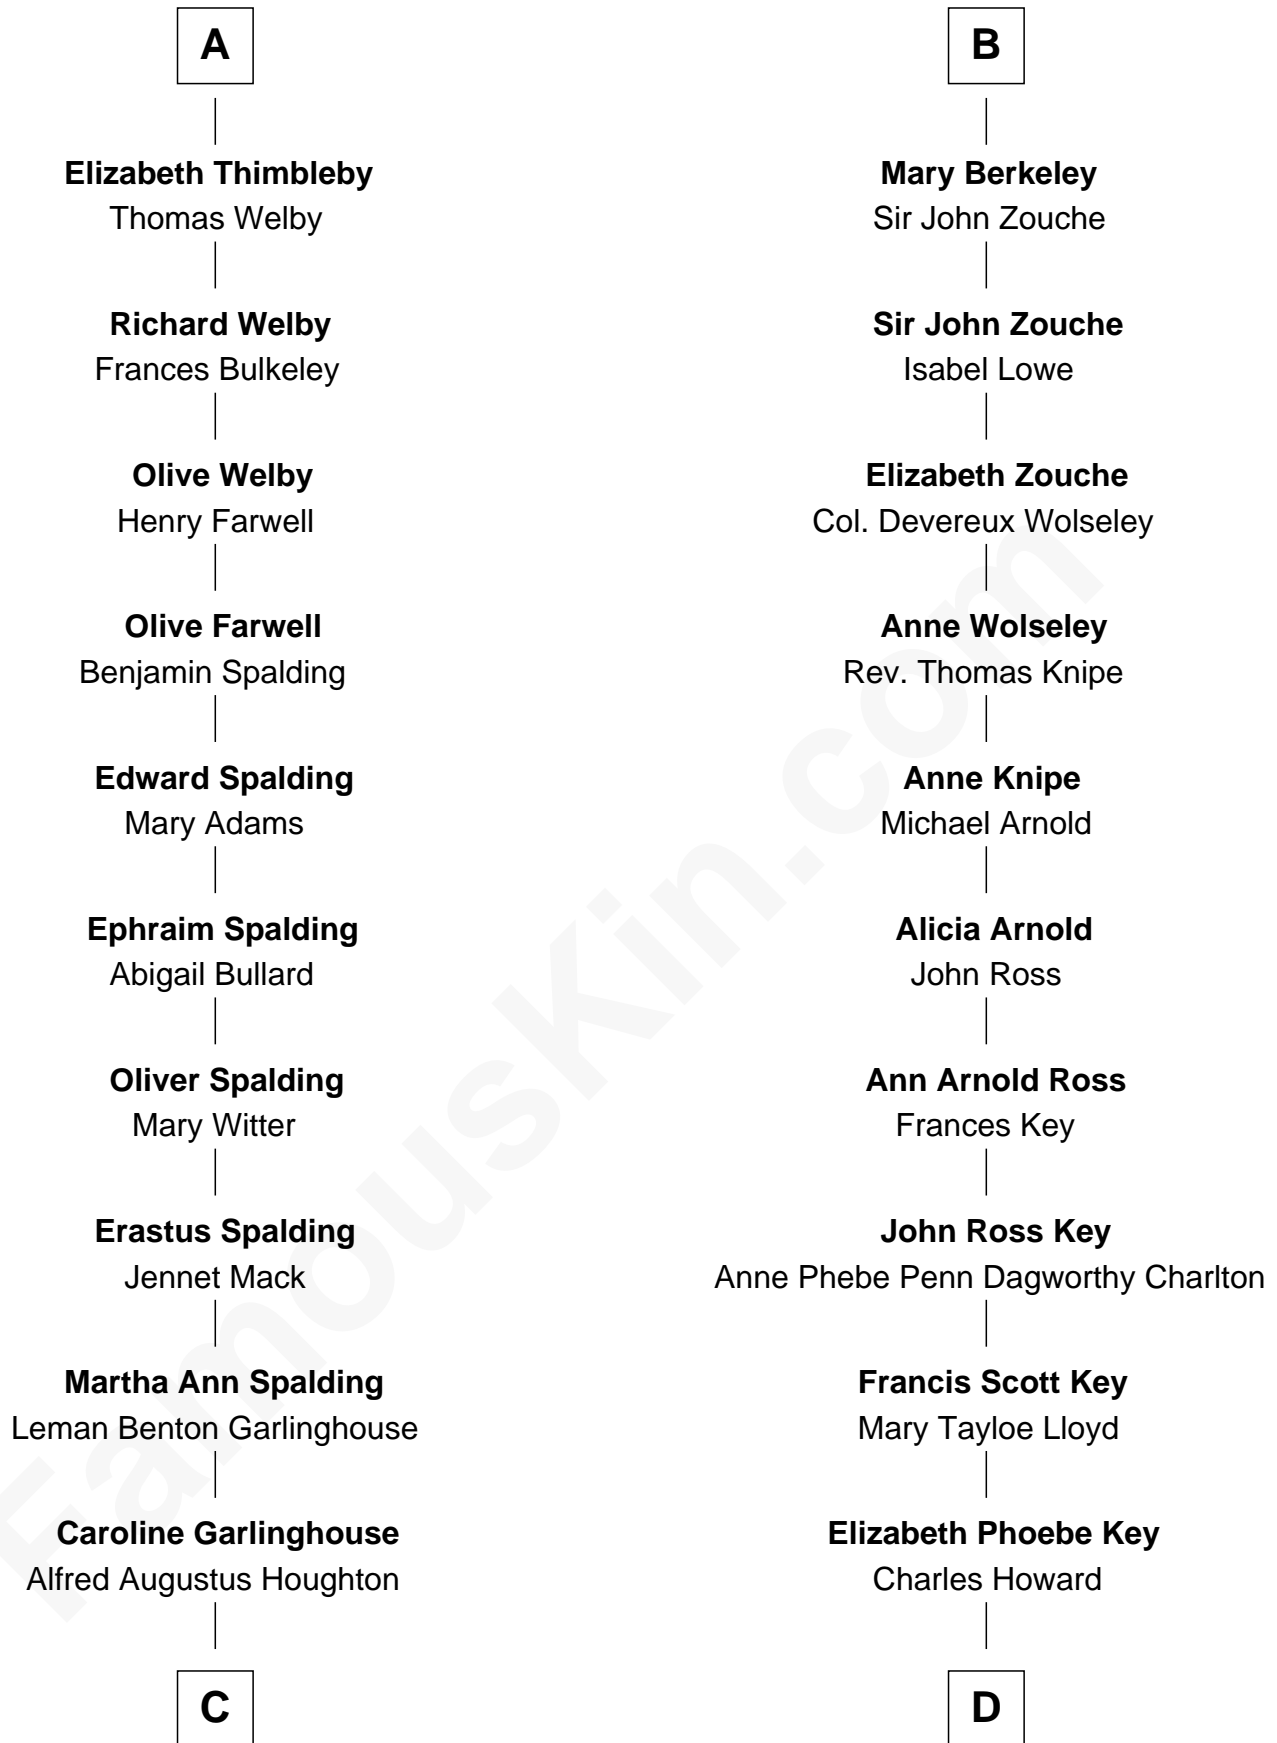 A
Elizabeth Thimbleby
Thomas Welby
Richard Welby
Frances Bulkeley
Olive Welby
Henry Farwell
Olive Farwell
Benjamin Spalding
Edward Spalding
Mary Adams
Ephraim Spalding
Abigail Bullard
Oliver Spalding
Mary Witter
Erastus Spalding
Jennet Mack
Martha Ann Spalding
Leman Benton Garlinghouse
Caroline Garlinghouse
Alfred Augustus Houghton
C
B
Mary Berkeley
Sir John Zouche
Sir John Zouche
Isabel Lowe
Elizabeth Zouche
Col. Devereux Wolseley
Anne Wolseley
Rev. Thomas Knipe
Anne Knipe
Michael Arnold
Alicia Arnold
John Ross
Ann Arnold Ross
Frances Key
John Ross Key
Anne Phebe Penn Dagworthy Charlton
Francis Scott Key
Mary Tayloe Lloyd
Elizabeth Phoebe Key
Charles Howard
D
FamousKin.com